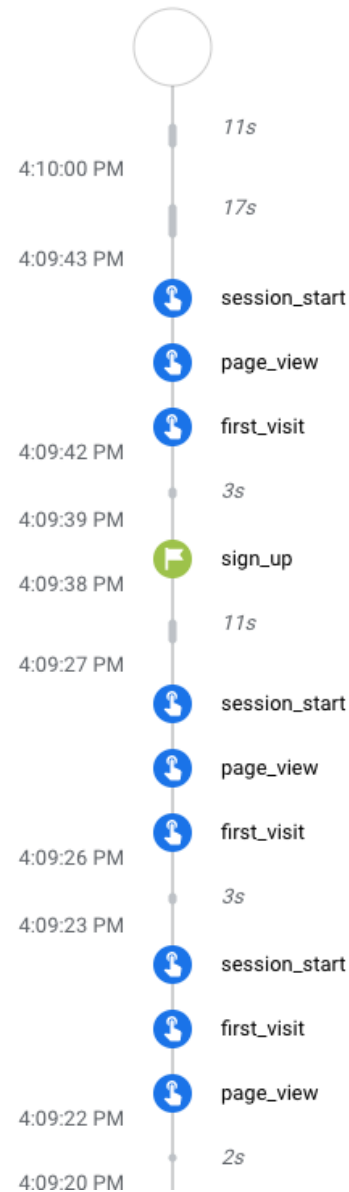 11s
4:10:00 PM
17s
4:09:43 PM
session_start
page_view
first_visit
4:09:42 PM
3s
4:09:39 PM
sign_up
4:09:38 PM
11s
4:09:27 PM
session_start
page_view
first_visit
4:09:26 PM
3s
4:09:23 PM
session_start
first_visit
page_view
4:09:22 PM
2s
4:09:20 PM